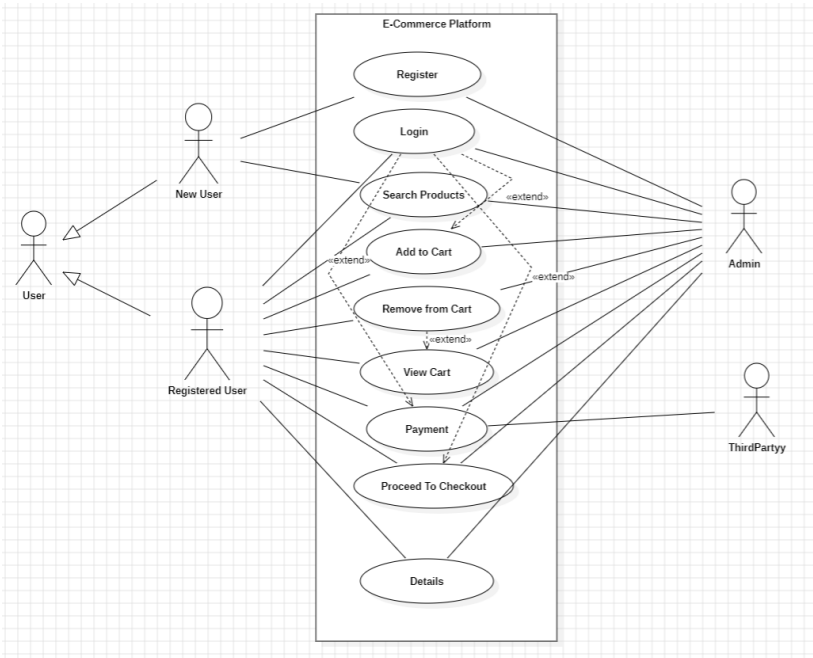 E-Commerce Platform
Register
Login
New User
Search Products
«extend»
Add to Cart
«extend»
Admin
«extend»
User
Remove from Cart
«extend»
View Cart
Registered User
Payment
ThirdPartyy
Proceed To Checkout
Details